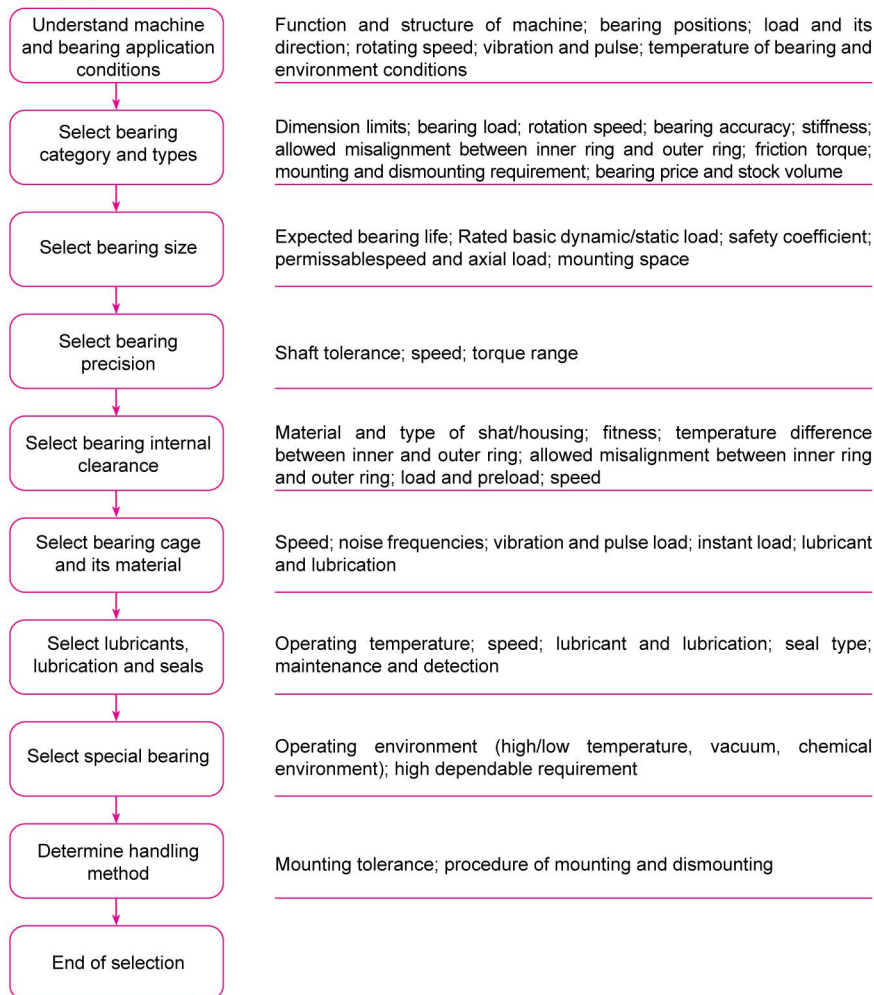 Understand machine
and bearing application
conditions
Function and structure of machine; bearing positions; load and its
direction; rotating speed; vibration and pulse; temperature of bearing and
environment conditions
Select bearing
category and types
Dimension limits; bearing load; rotation speed; bearing accuracy; stiffness;
allowed misalignment between inner ring and outer ring; friction torque;
mounting and dismounting requirement; bearing price and stock volume
Select bearing size
Expected bearing life; Rated basic dynamic/static load; safety coefficient;
permissablespeed and axial load; mounting space
Select bearing
precision
Shaft tolerance; speed; torque range
Select bearing internal
clearance
Material and type of shat/housing; fitness; temperature difference
between inner and outer ring; allowed misalignment between inner ring
and outer ring; load and preload; speed
Select bearing cage
and its material
Speed; noise frequencies; vibration and pulse load; instant load; lubricant
and lubrication
Select lubricants,
lubrication and seals
Operating temperature; speed; lubricant and lubrication; seal type;
maintenance and detection
Select special bearing
Operating environment (high/low temperature, vacuum, chemical
environment); high dependable requirement
Determine handling
method
Mounting tolerance; procedure of mounting and dismounting
End of selection